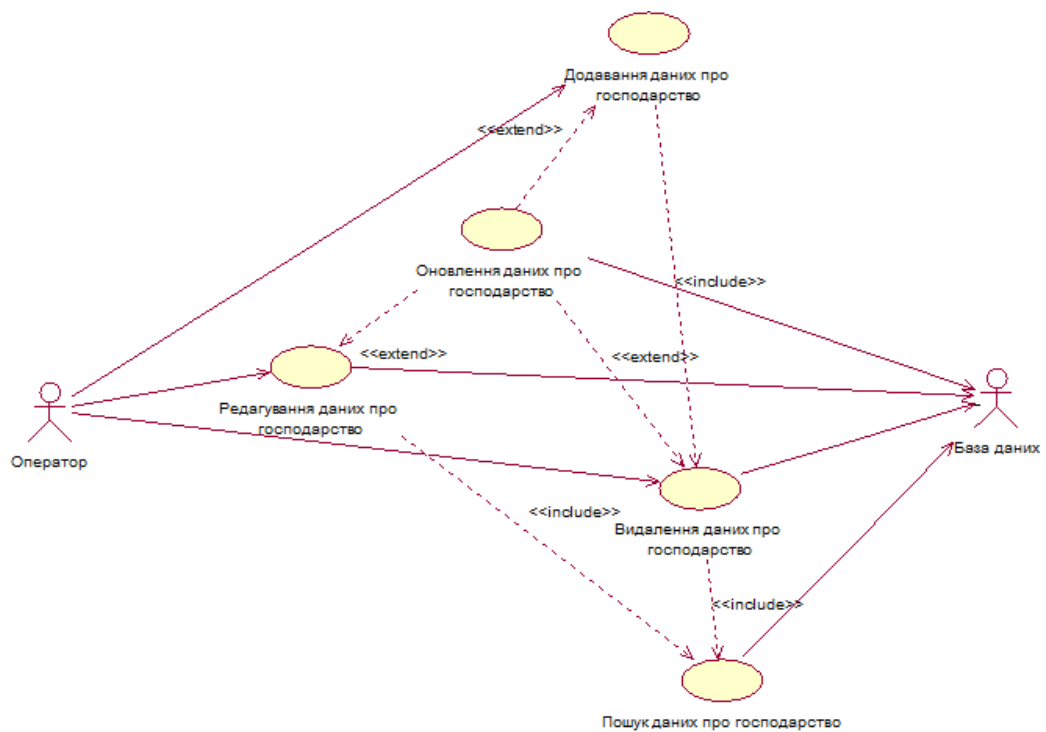 Додавання даних про
господарство
<<extend>>
Оновлення даних про
господарство
<<include>>
<<extend>>
<<extend>>
Редагування даних про
господарство
Оператор
База даних
<<include>>
Видалення даних про
господарство
<<include>>
Пошук даних про господарство